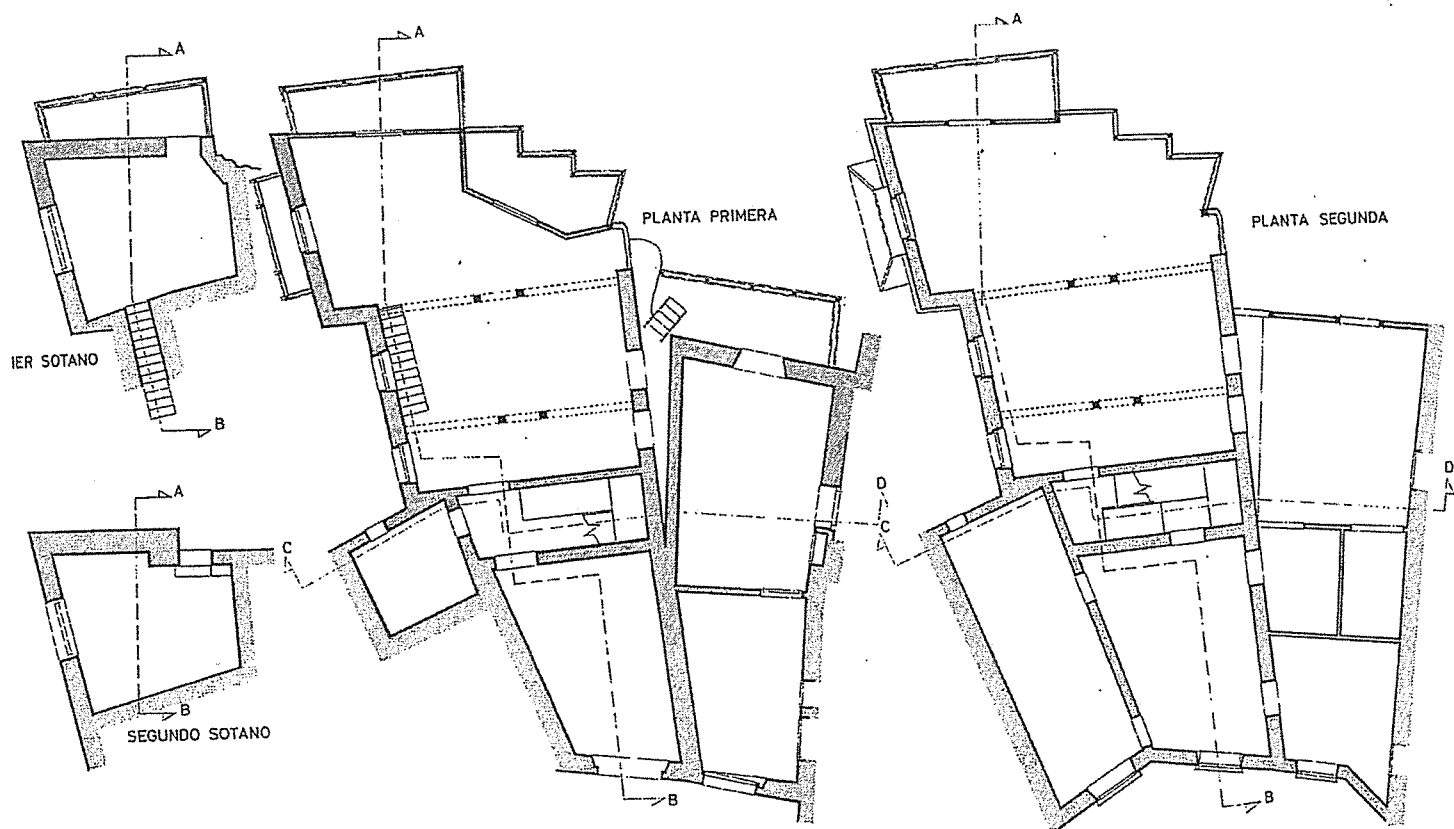 A
A
A
PLANTA PRIMERA
PLANTA SEGUNDA
IER SOTANO
B
A
D
C
C
D
C
B
SEGUNDO SOTANO
B
B